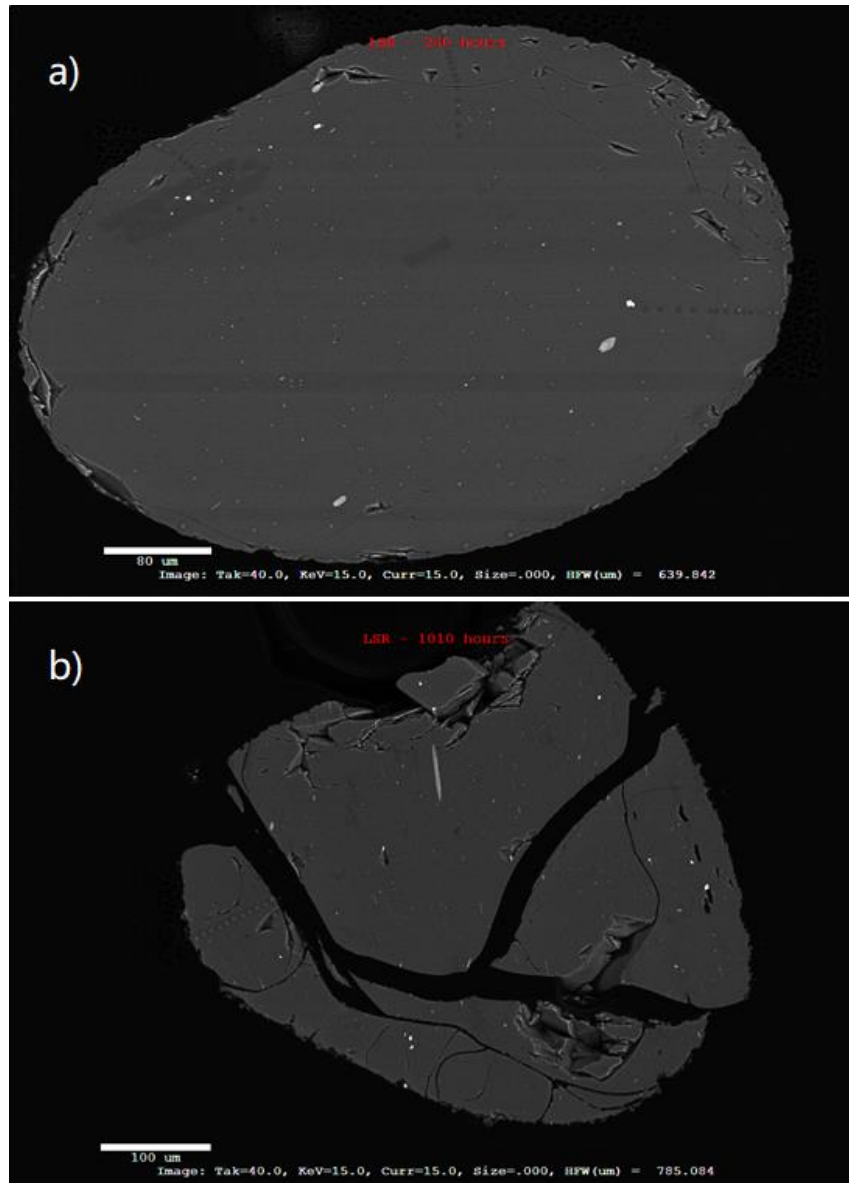 a)
LSR - 240 hours
80 um
Image: Tak=40.0, KeV=15.0, Curr=15.0, Size=.000, HFW(um) = 639.842
b)
LSR - 1010 hours
100 um
Image: Tak=40.0, KeV=15.0, Curr=15.0, Size=.000, HFW(um) = 785.084